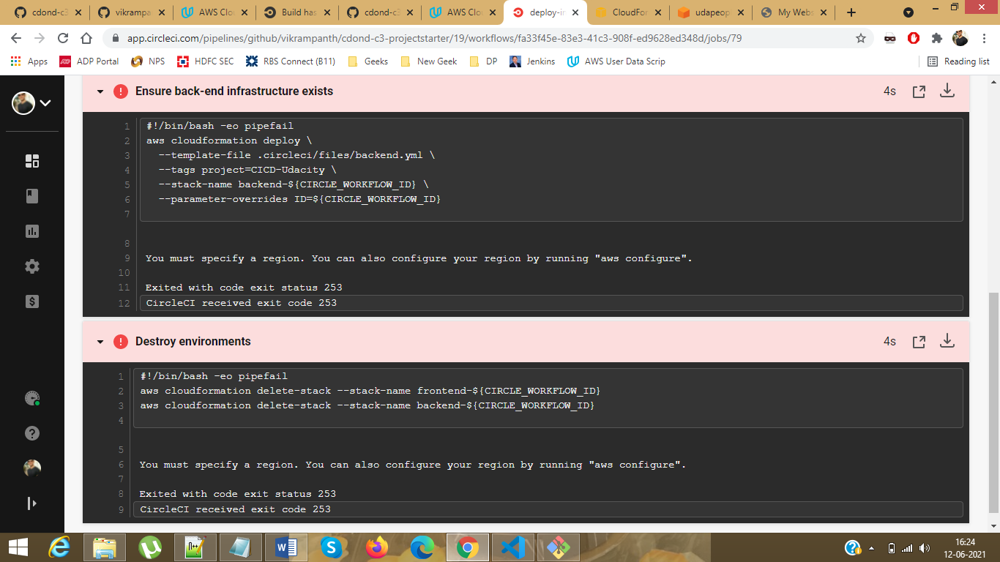 cdond-c3
vikrampa
AWS Clo
Build has
cdond-c3
AWS Clo
deploy-in
CloudFor
udapeop
My Webs
app.circleci.com/pipelines/github/vikrampanth/cdond-c3-projectstarter/19/workflows/fa33f45e-83e3-41c3-908f-ed9628ed348d/jobs/79
Apps
ADP Portal
NPS
HDFC SEC
RBS Connect (B11)
Geeks
New Geek
DP
Jenkins
AWS User Data Scrip
Reading list
Ensure back-end infrastructure exists
4s
1 #!/bin/bash -eo pipefail
2 aws cloudformation deploy \
3 --template-file .circleci/files/backend.yml \
4 --tags project=CICD-Udacity \
5 --stack-name backend-${CIRCLE_WORKFLOW_ID} \
6 --parameter-overrides ID=${CIRCLE_WORKFLOW_ID}
7
8
9 You must specify a region. You can also configure your region by running "aws configure".
10
11 Exited with code exit status 253
12 CircleCI received exit code 253
Destroy environments
4s
1 #!/bin/bash -eo pipefail
2 aws cloudformation delete-stack --stack-name frontend-${CIRCLE_WORKFLOW_ID}
3 aws cloudformation delete-stack --stack-name backend-${CIRCLE_WORKFLOW_ID}
4
5
6 You must specify a region. You can also configure your region by running "aws configure".
7
8 Exited with code exit status 253
9 CircleCI received exit code 253
16:24
12-06-2021